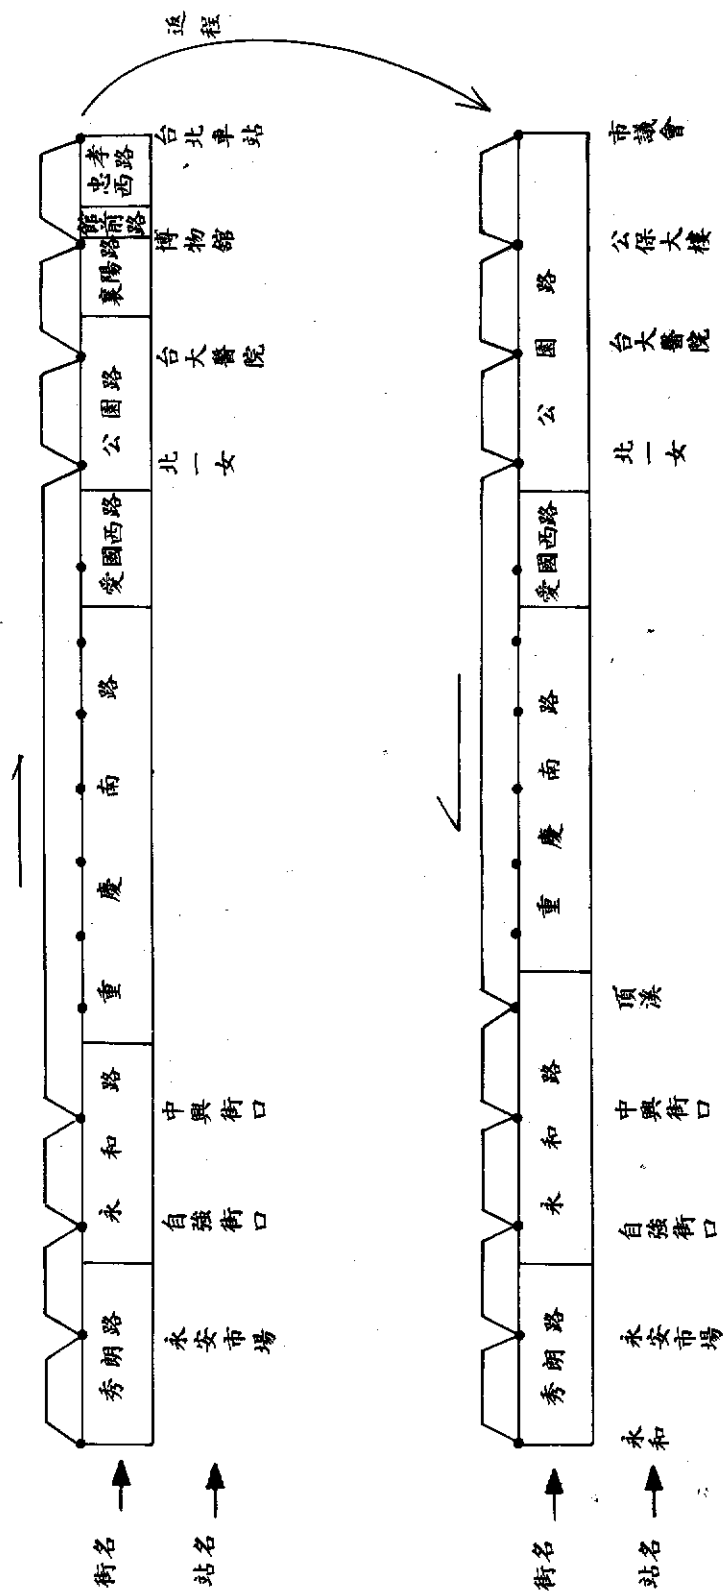 返程
街名
秀朗路
永和路
重慶南路
愛國西路
公園路
襄陽路
館前路
忠孝西路
站名
永安市場
自強街口
中興街口
北一女
台大醫院
博物館
台北車站
街名
秀朗路
永和路
重慶南路
愛國西路
公園路
站名
永和
永安市場
自強街口
中興街口
頂溪
北一女
台大醫院
公保大樓
市議會